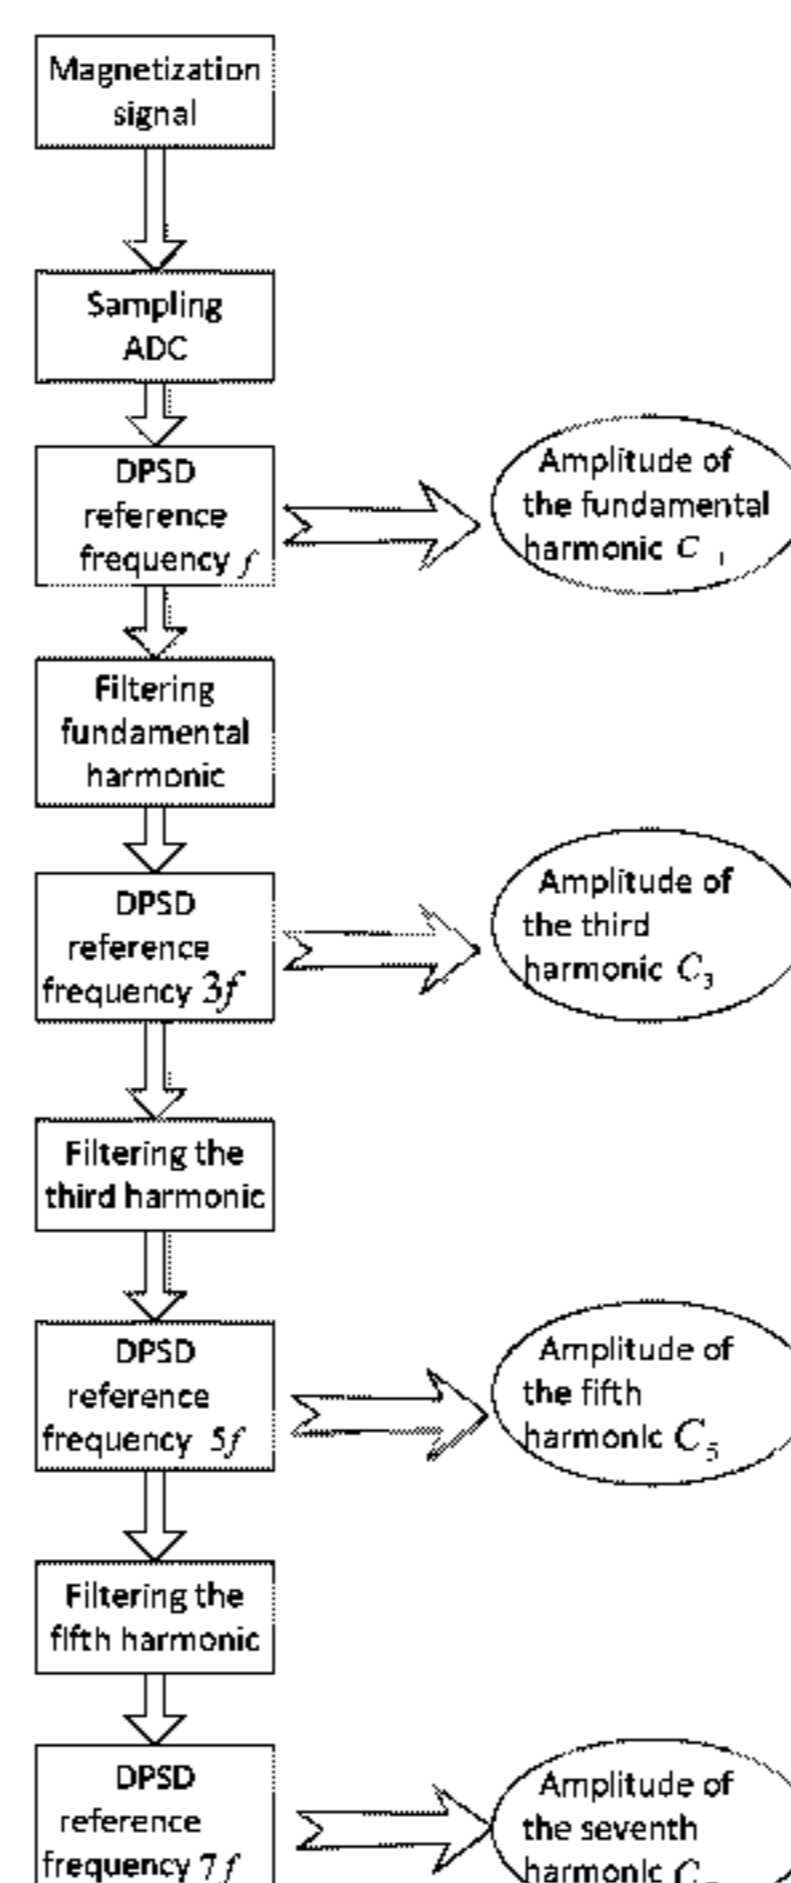 Magnetization
signal
Sampling
ADC
DPSD
reference
frequency f
Amplitude of
the fundamental
harmonic C 1
Filtering
fundamental
harmonic
DPSD
reference
frequency 3f
Amplitude of
the third
harmonic C3
Filtering the
third harmonic
DPSD
reference
frequency 5f
Amplitude of
the fifth
harmonic C5
Filtering the
fifth harmonic
DPSD
reference
frequency 7f
Amplitude of
the seventh
harmonic C